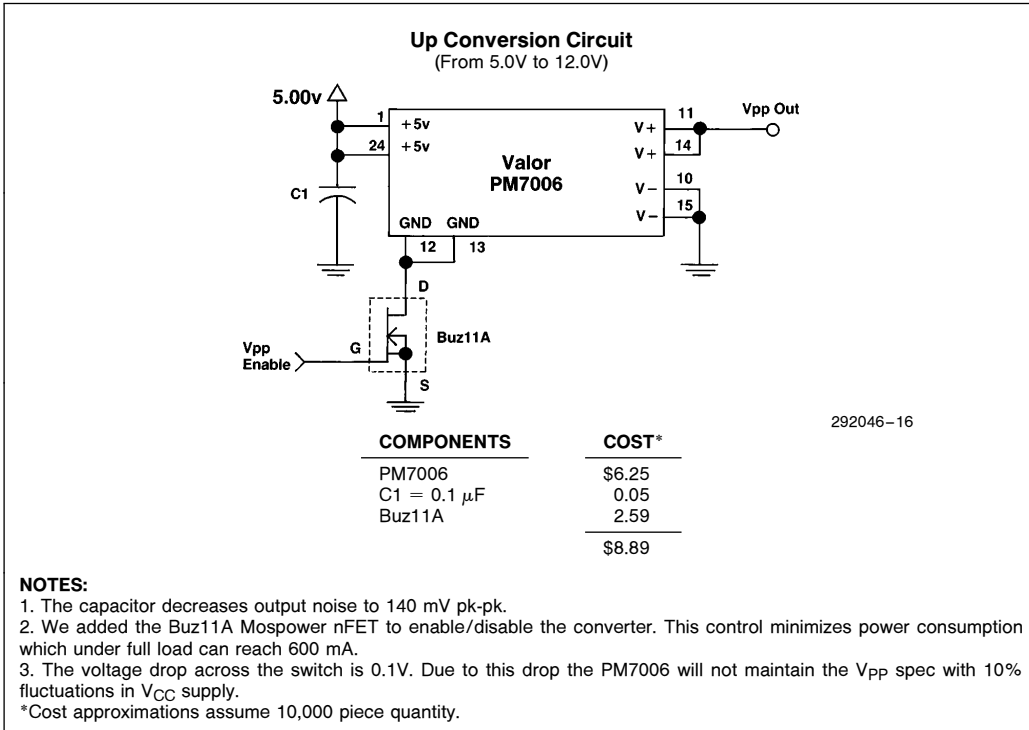 Up Conversion Circuit
(From 5.0V to 12.0V)
5.00v
1
+5v
24
+5v
C1
Valor
PM7006
GND GND
12 13
V+
11
V+
14
V−
10
V−
15
Vpp Out
D
Buz11A
Vpp
Enable
G
S
292046–16
COMPONENTS COST*
PM7006 $6.25
C1 = 0.1 μF 0.05
Buz11A 2.59
$8.89
NOTES:
1. The capacitor decreases output noise to 140 mV pk-pk.
2. We added the Buz11A Mospower nFET to enable/disable the converter. This control minimizes power consumption
which under full load can reach 600 mA.
3. The voltage drop across the switch is 0.1V. Due to this drop the PM7006 will not maintain the VPP spec with 10%
fluctuations in VCC supply.
*Cost approximations assume 10,000 piece quantity.